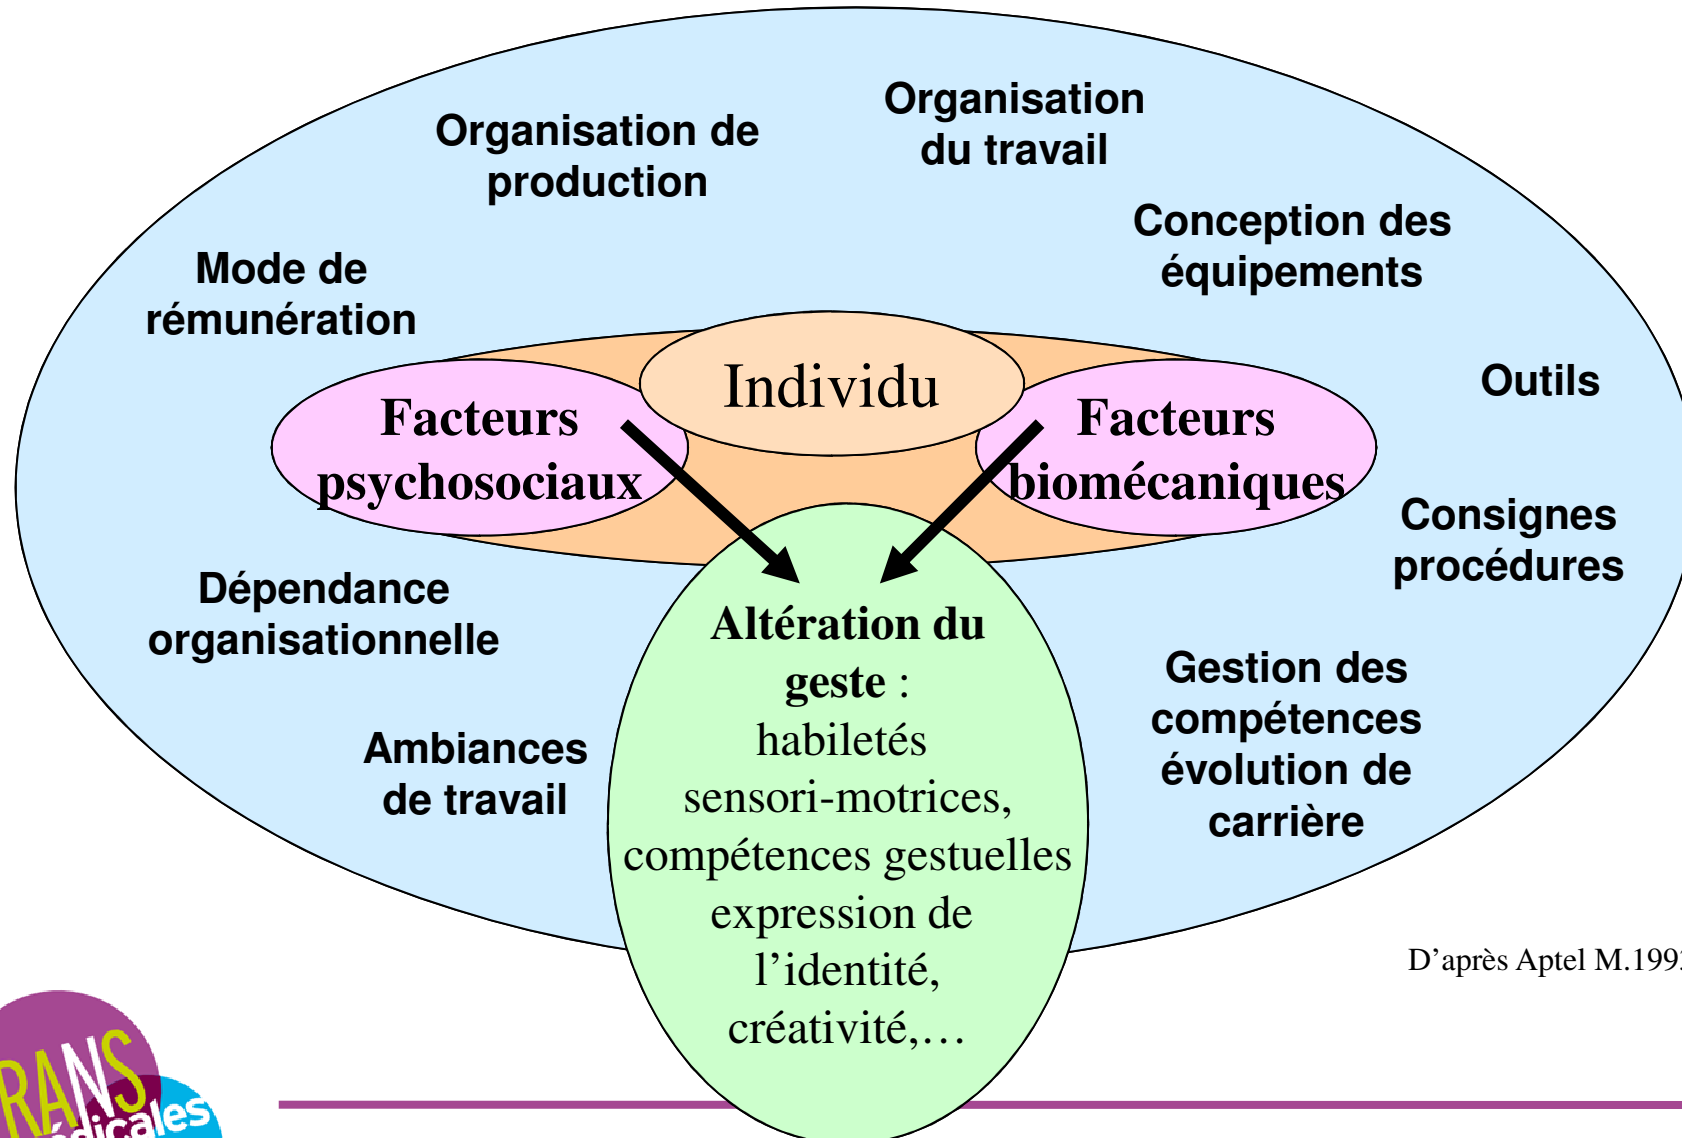 Organisation de
production
Organisation
du travail
Conception des
équipements
Mode de
rémunération
Outils
Individu
Facteurs
psychosociaux
Facteurs
biomécaniques
Consignes
procédures
Dépendance
organisationnelle
Ambiances
de travail
Gestion des
compétences
évolution de
carrière
Altération du
geste :
habiletés
sensori-motrices,
compétences gestuelles
expression de
l’identité,
créativité,…
D’après Aptel M.